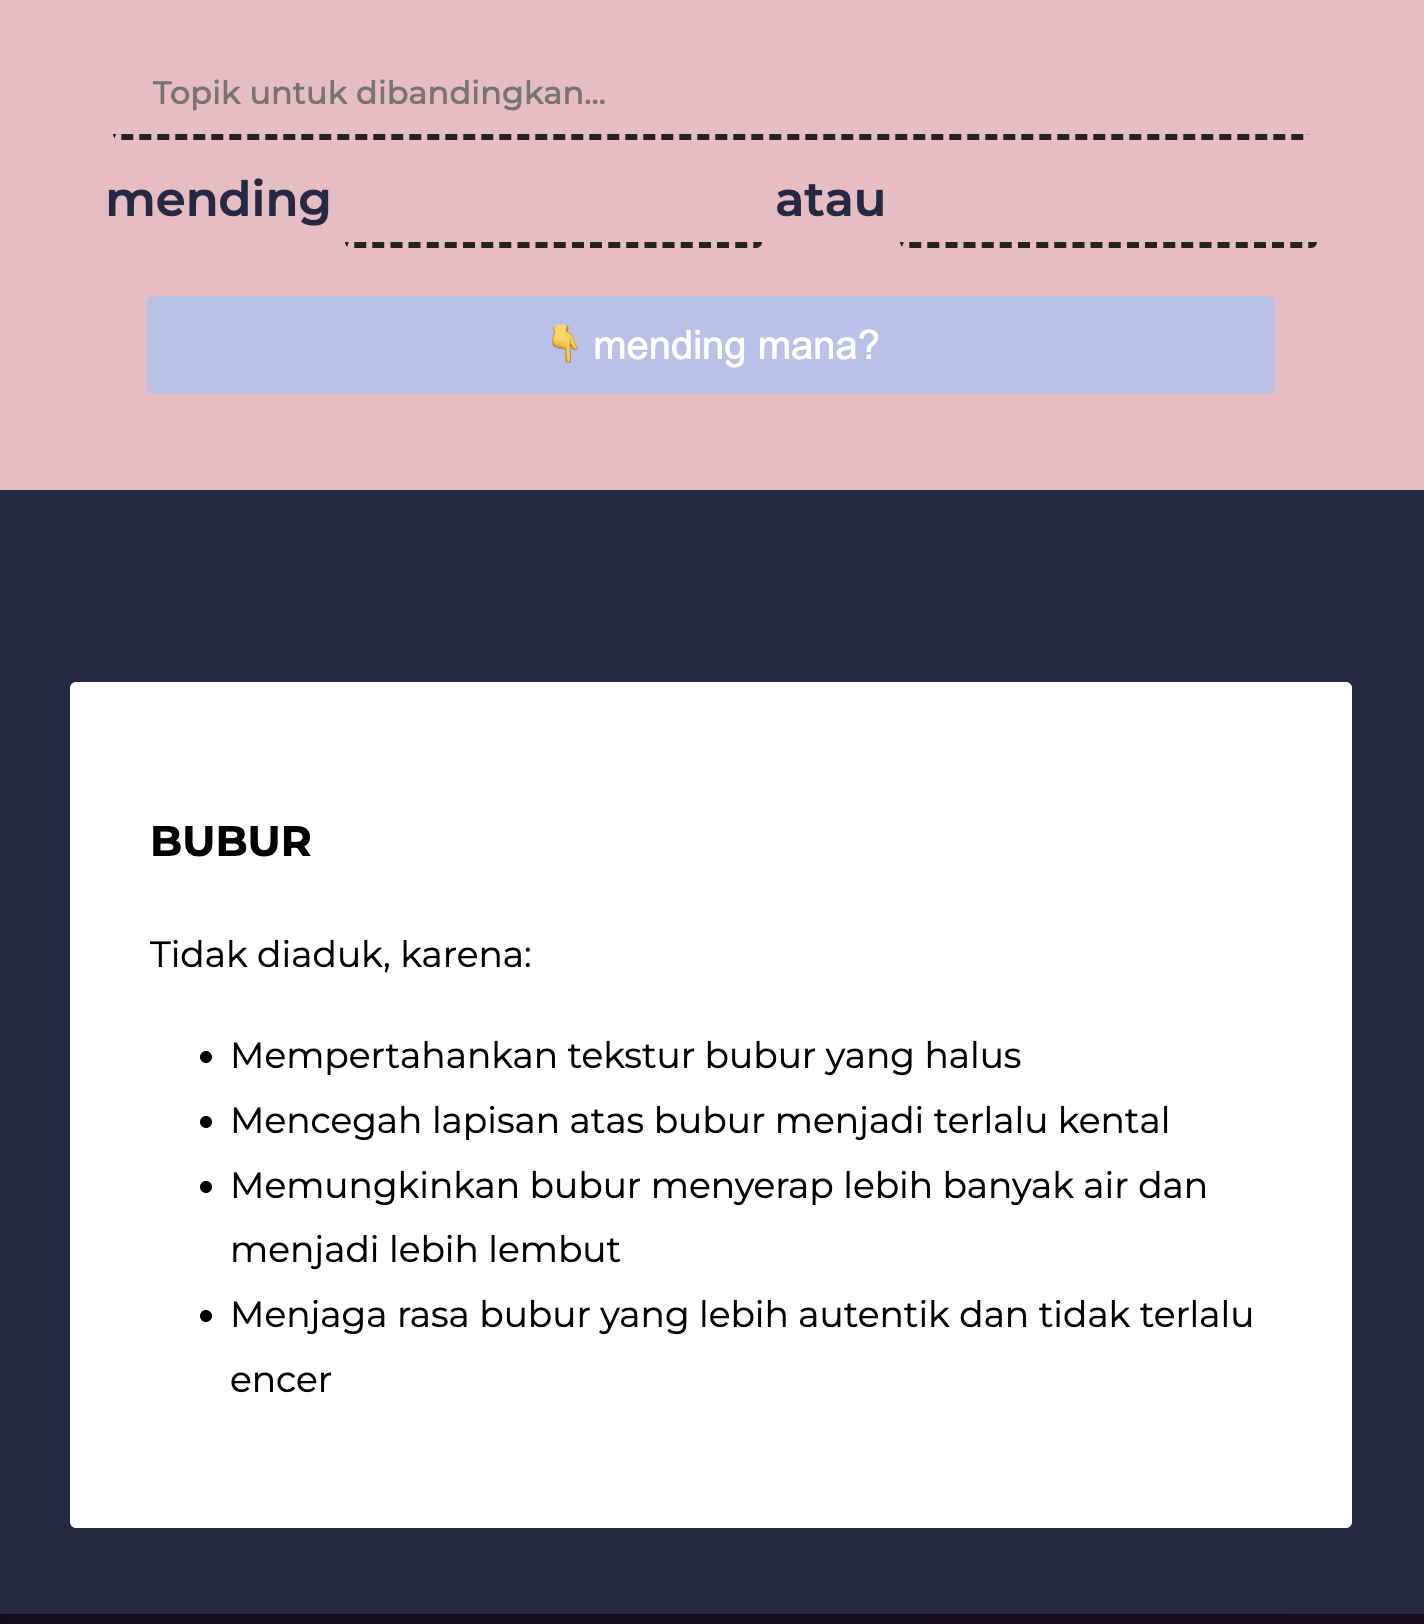 Topik untuk dibandingkan...
mending atau
👇 mending mana?
BUBUR
Tidak diaduk, karena:
• Mempertahankan tekstur bubur yang halus
• Mencegah lapisan atas bubur menjadi terlalu kental
• Memungkinkan bubur menyerap lebih banyak air dan
menjadi lebih lembut
• Menjaga rasa bubur yang lebih autentik dan tidak terlalu
encer